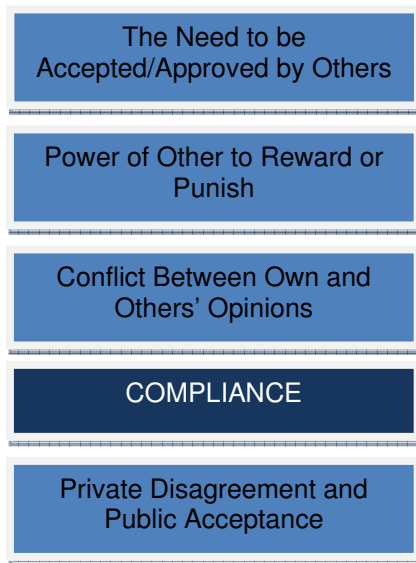 The Need to be
Accepted/Approved by Others
Power of Other to Reward or
Punish
Conflict Between Own and
Others’ Opinions
COMPLIANCE
Private Disagreement and
Public Acceptance